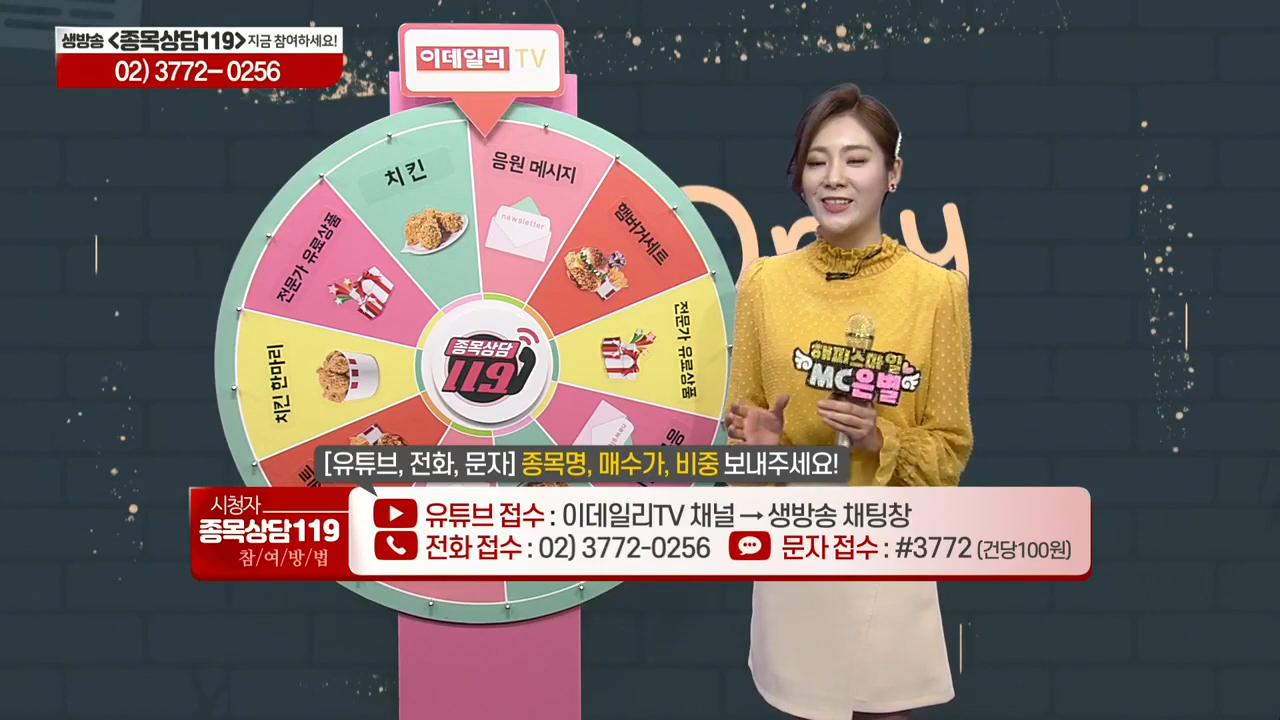 생방송 <종목상담119> 지금 참여하세요!
02) 3772-0256
이데일리 TV
치킨
응원 메시지
newsletter
햄버거세트
전문가 유료상품
전문가 유료상품
치킨 한마리
종목상담
119
Only
해피스마일
MC은별
[유튜브, 전화, 문자] 종목명, 매수가, 비중 보내주세요!
시청자
종목상담119
참/여/방/법
유튜브 접수 : 이데일리TV 채널 → 생방송 채팅창
전화 접수 : 02) 3772-0256
문자 접수 : #3772 (건당100원)